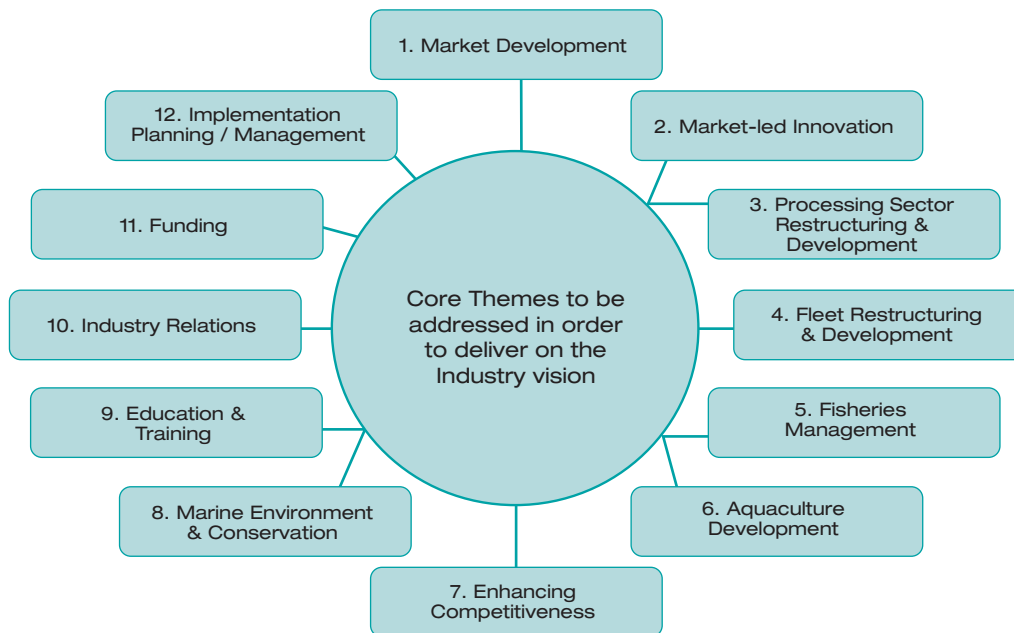 1. Market Development
2. Market-led Innovation
3. Processing Sector
Restructuring &
Development
4. Fleet Restructuring
& Development
5. Fisheries
Management
6. Aquaculture
Development
7. Enhancing
Competitiveness
8. Marine Environment
& Conservation
9. Education &
Training
10. Industry Relations
11. Funding
12. Implementation
Planning / Management
Core Themes to be
addressed in order
to deliver on the
Industry vision